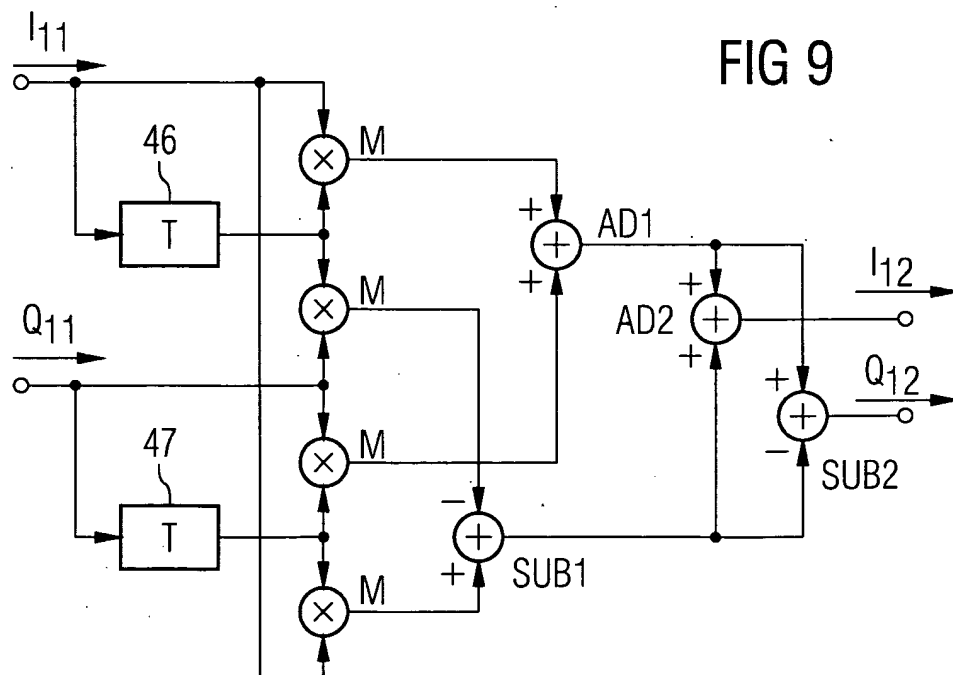 FIG 9
I11
46
M
T
+
AD1
+
M
I12
+
AD2
+
Q11
Q12
+
47
M
−
SUB2
T
−
+
SUB1
M